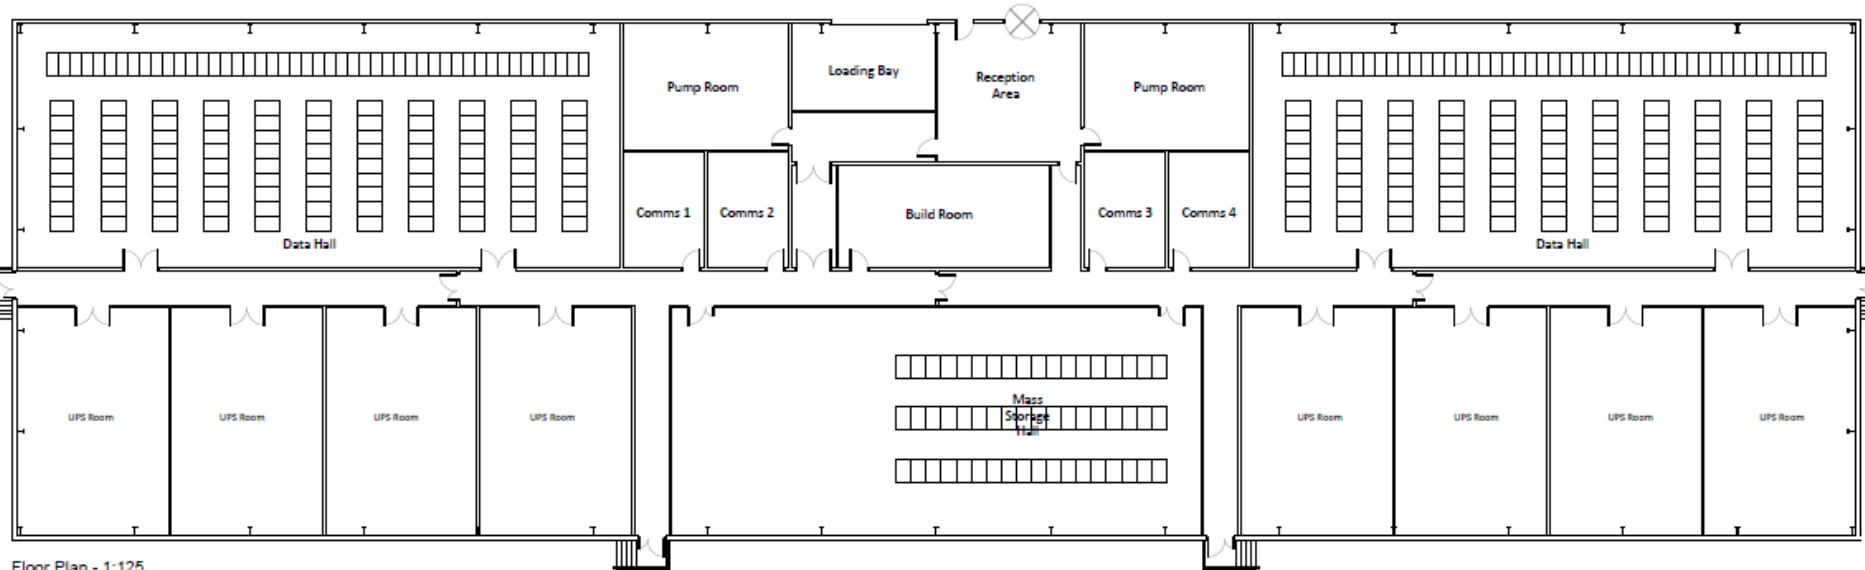 Loading Bay
Reception
Area
Pump Room
Pump Room
Comms 1
Comms 2
Build Room
Comms 3
Comms 4
Data Hall
Data Hall
UPS Room
UPS Room
UPS Room
UPS Room
Mass
Storage
Hall
UPS Room
UPS Room
UPS Room
UPS Room
Floor Plan - 1:125